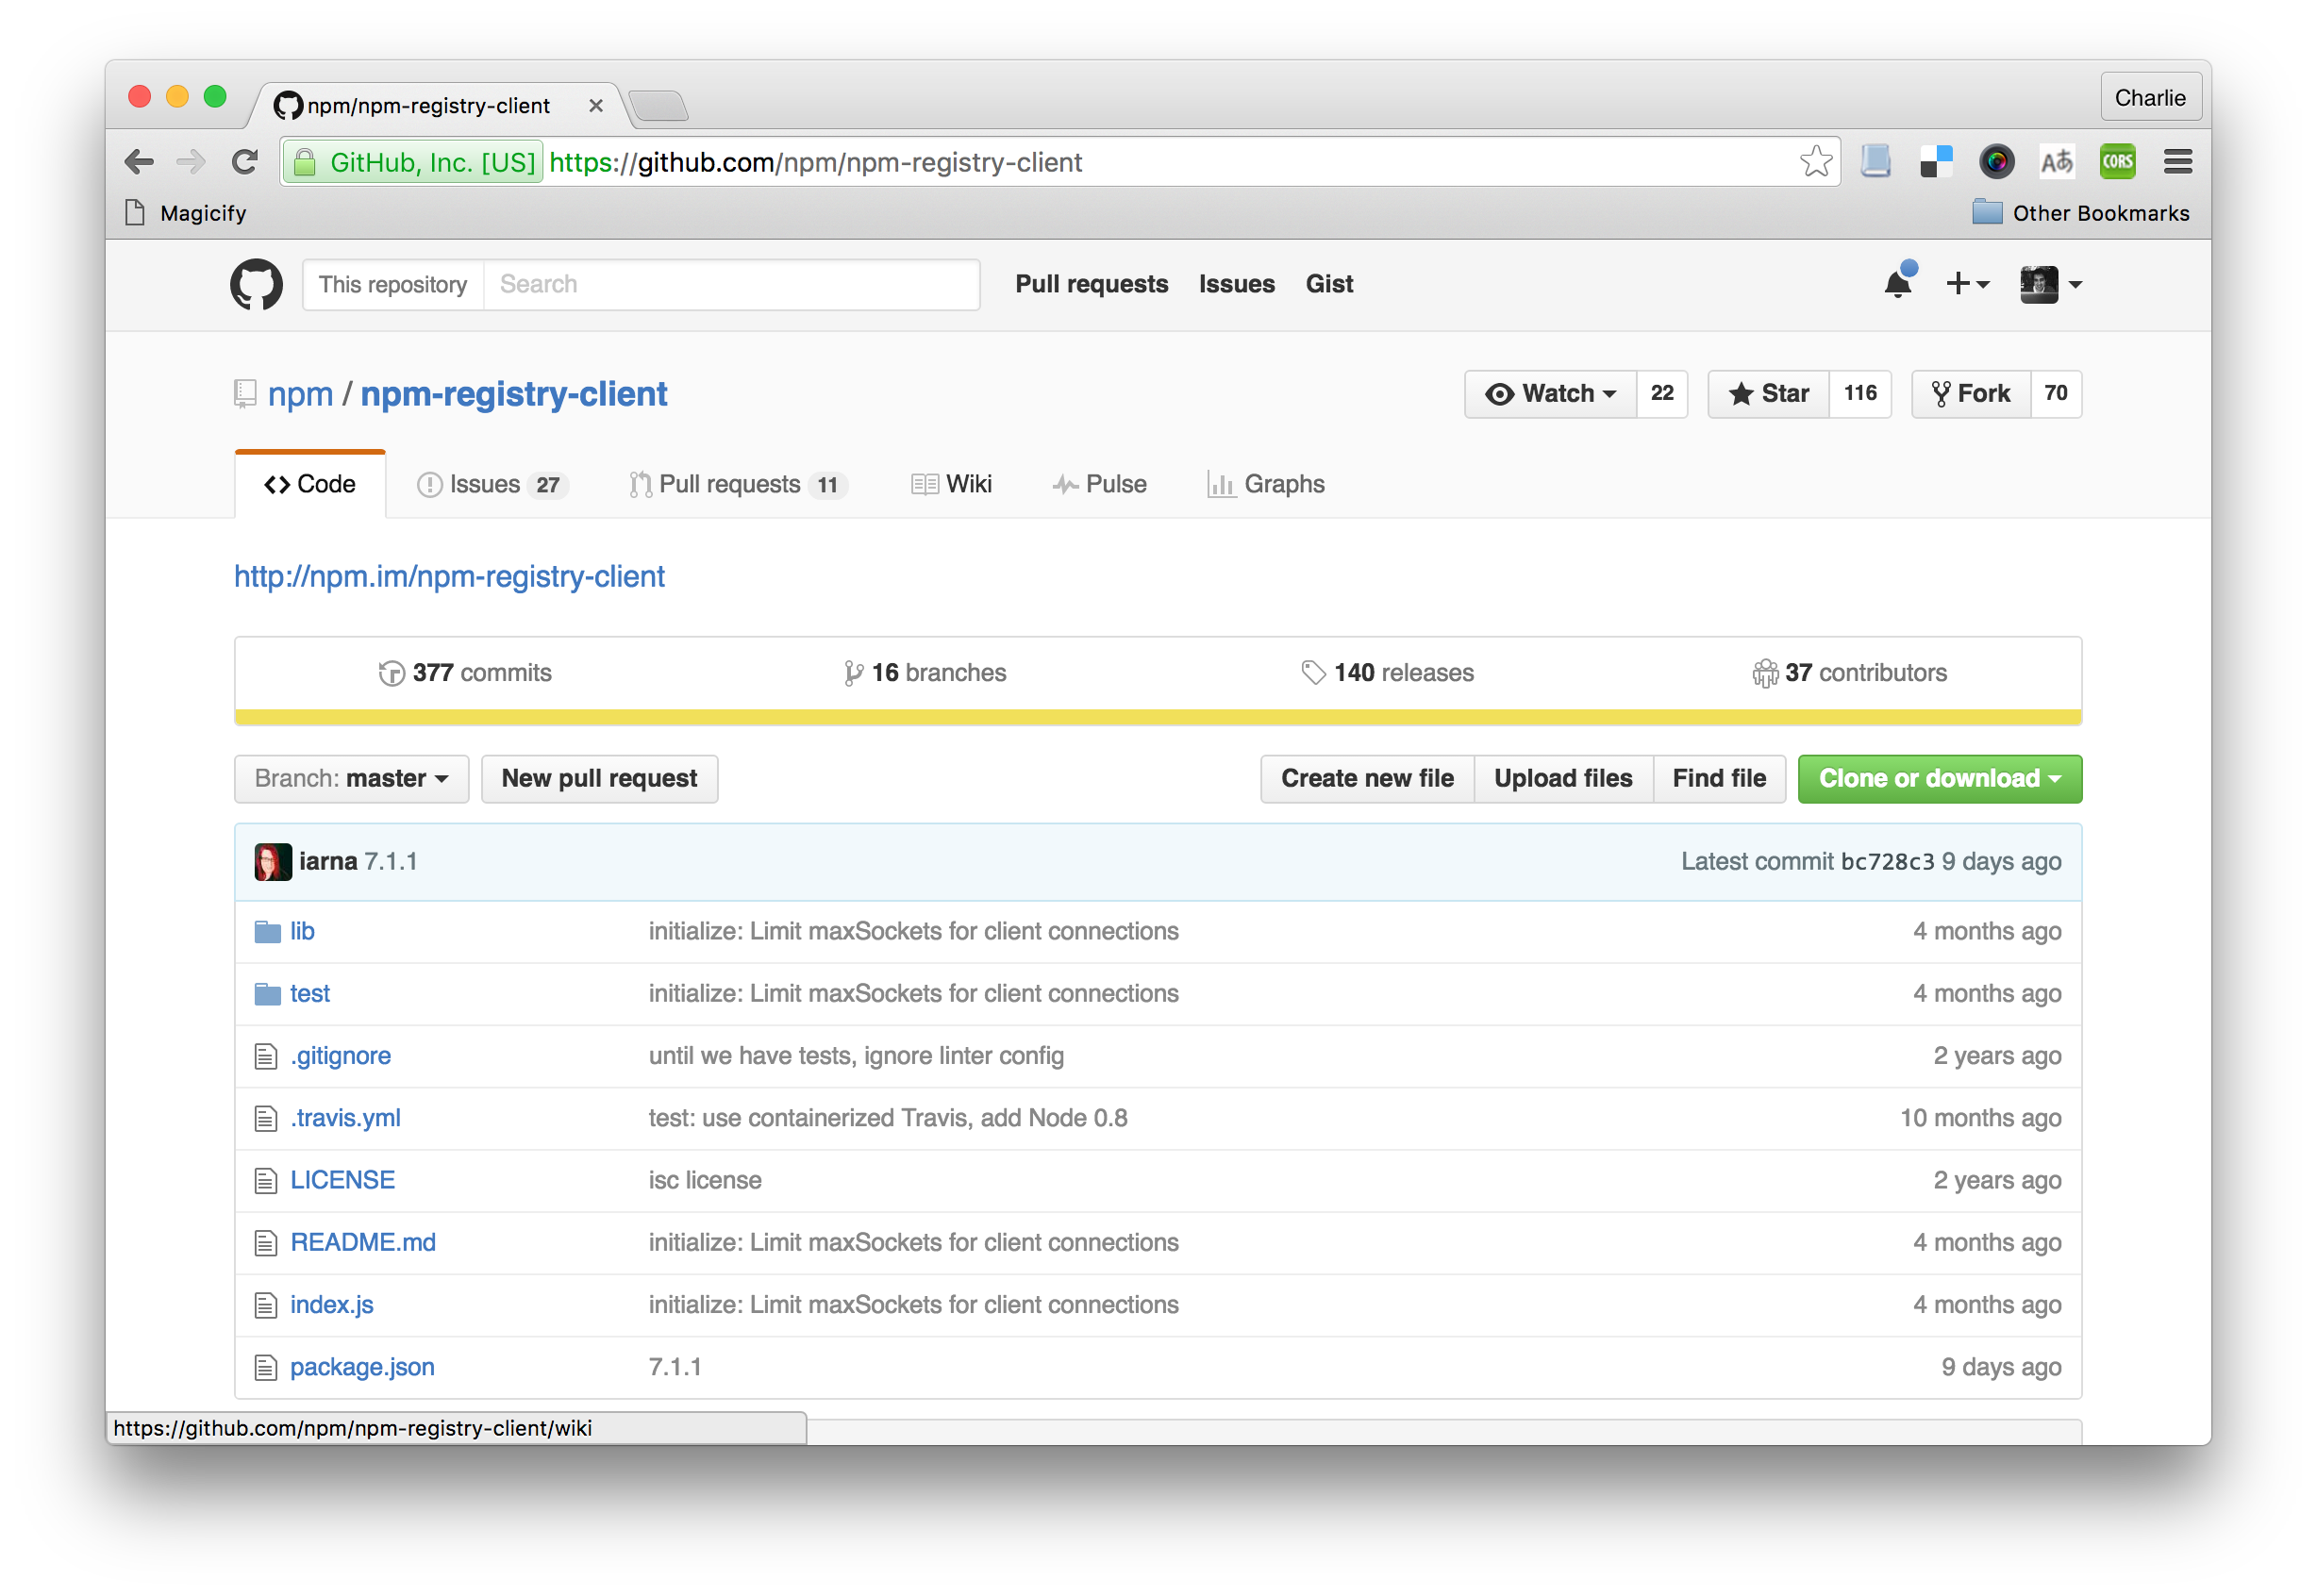 npm/npm-registry-client
Charlie
GitHub, Inc. [US] https://github.com/npm/npm-registry-client Aあ CORS
Magicify Other Bookmarks
This repository Search Pull requests Issues Gist
npm / npm-registry-client Watch 22 Star 116 Fork 70
Code Issues 27 Pull requests 11 Wiki Pulse Graphs
http://npm.im/npm-registry-client
377 commits 16 branches 140 releases 37 contributors
Branch: master New pull request Create new file Upload files Find file Clone or download
iarna 7.1.1 Latest commit bc728c3 9 days ago
lib initialize: Limit maxSockets for client connections 4 months ago
test initialize: Limit maxSockets for client connections 4 months ago
.gitignore until we have tests, ignore linter config 2 years ago
.travis.yml test: use containerized Travis, add Node 0.8 10 months ago
LICENSE isc license 2 years ago
README.md initialize: Limit maxSockets for client connections 4 months ago
index.js initialize: Limit maxSockets for client connections 4 months ago
package.json 7.1.1 9 days ago
https://github.com/npm/npm-registry-client/wiki